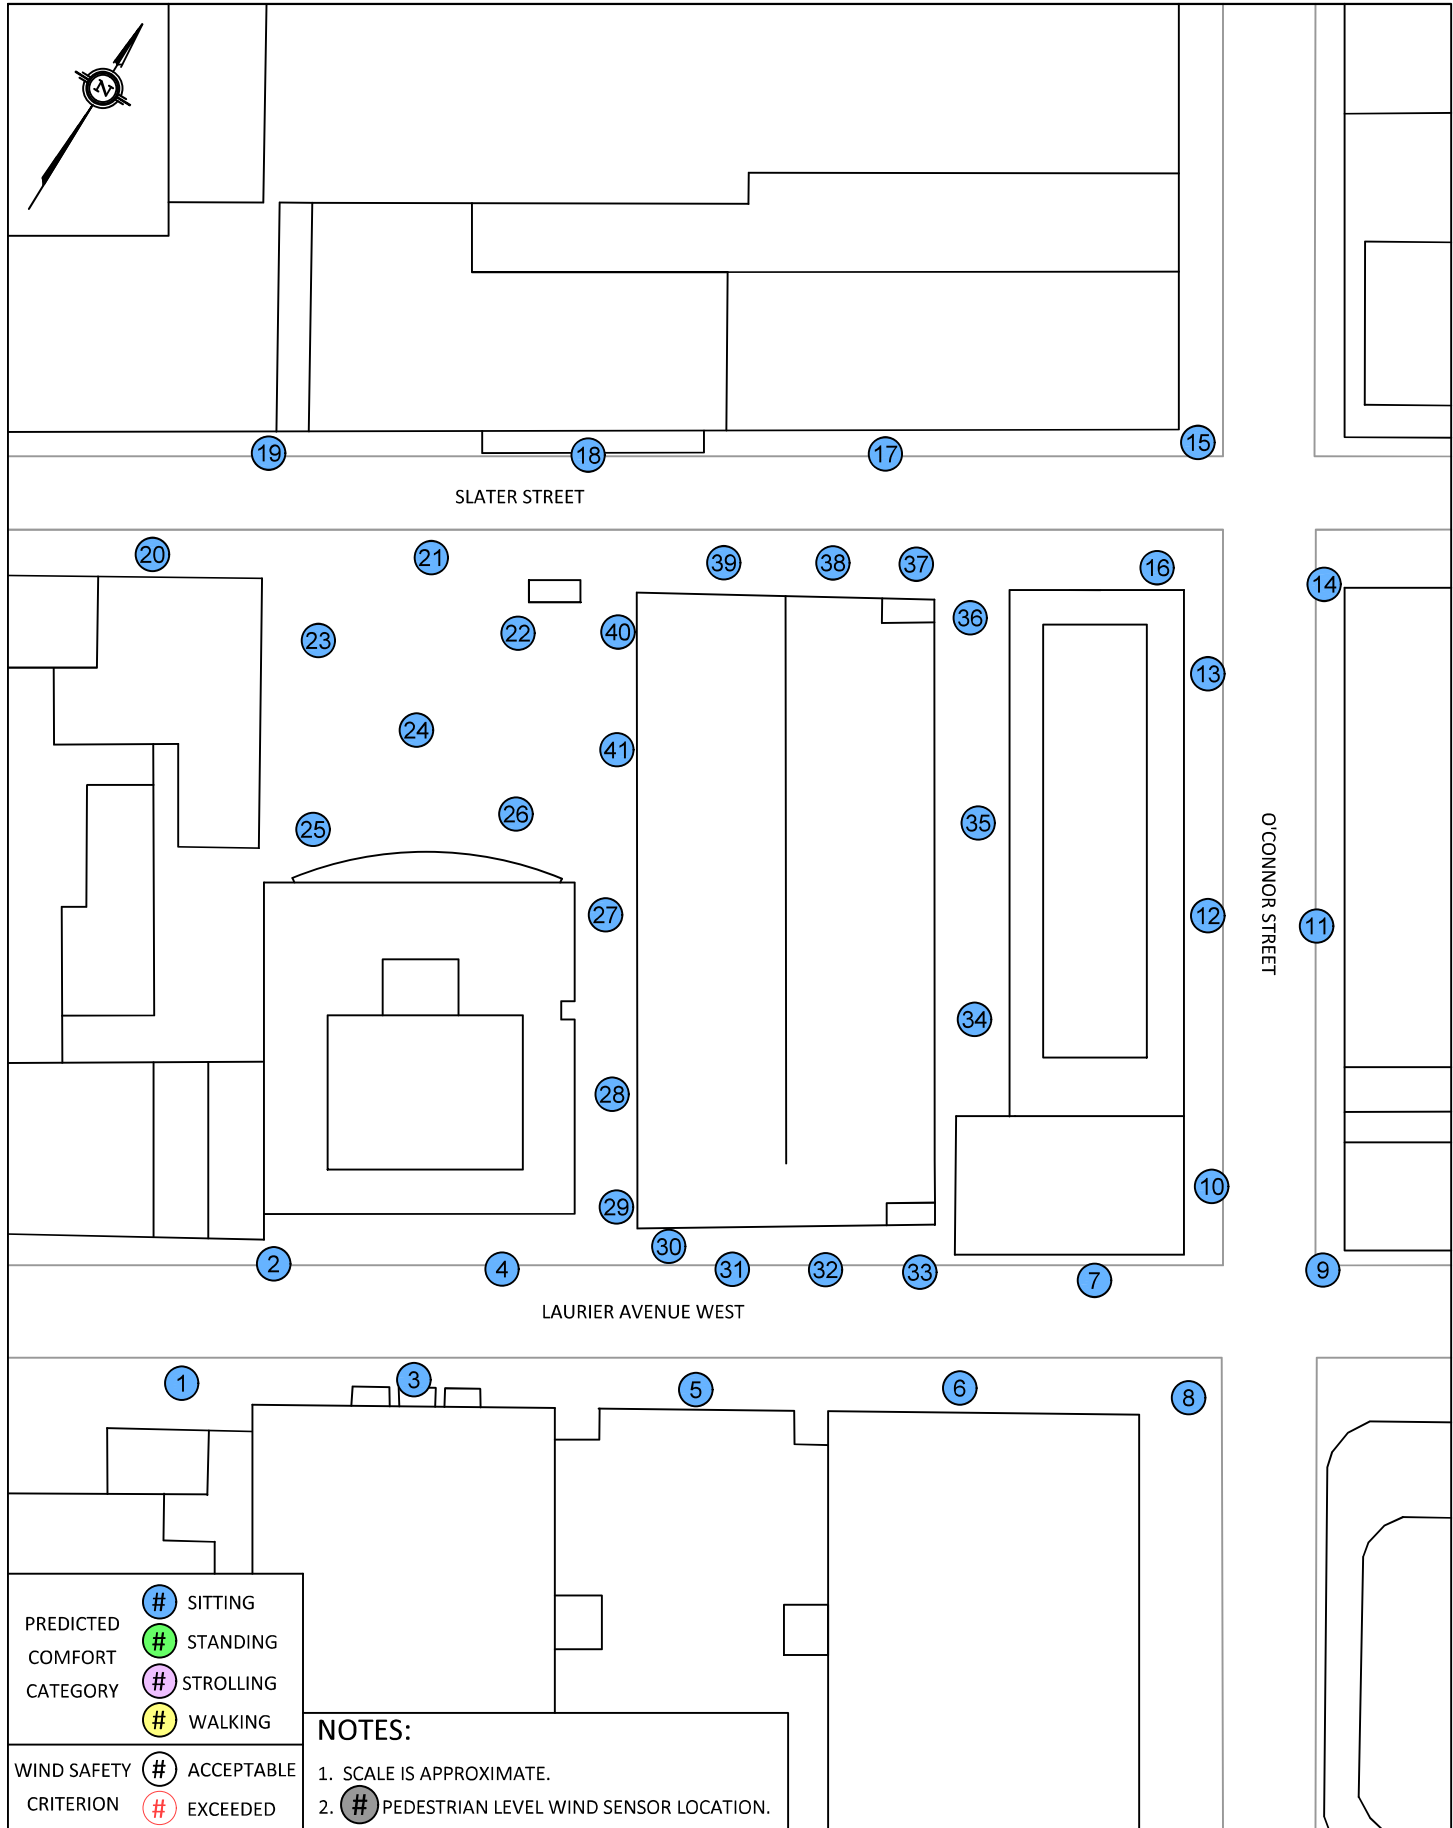 N
15
19
18
17
SLATER STREET
20
21
39
38
37
16
14
23
22
40
36
13
24
41
25
26
35
O'CONNOR STREET
27
12
11
34
28
29
10
30
2
4
31
32
33
7
9
LAURIER AVENUE WEST
1
3
5
6
8
PREDICTED
COMFORT
CATEGORY
# SITTING
# STANDING
# STROLLING
# WALKING
WIND SAFETY
CRITERION
# ACCEPTABLE
# EXCEEDED
NOTES:
1. SCALE IS APPROXIMATE.
2. # PEDESTRIAN LEVEL WIND SENSOR LOCATION.